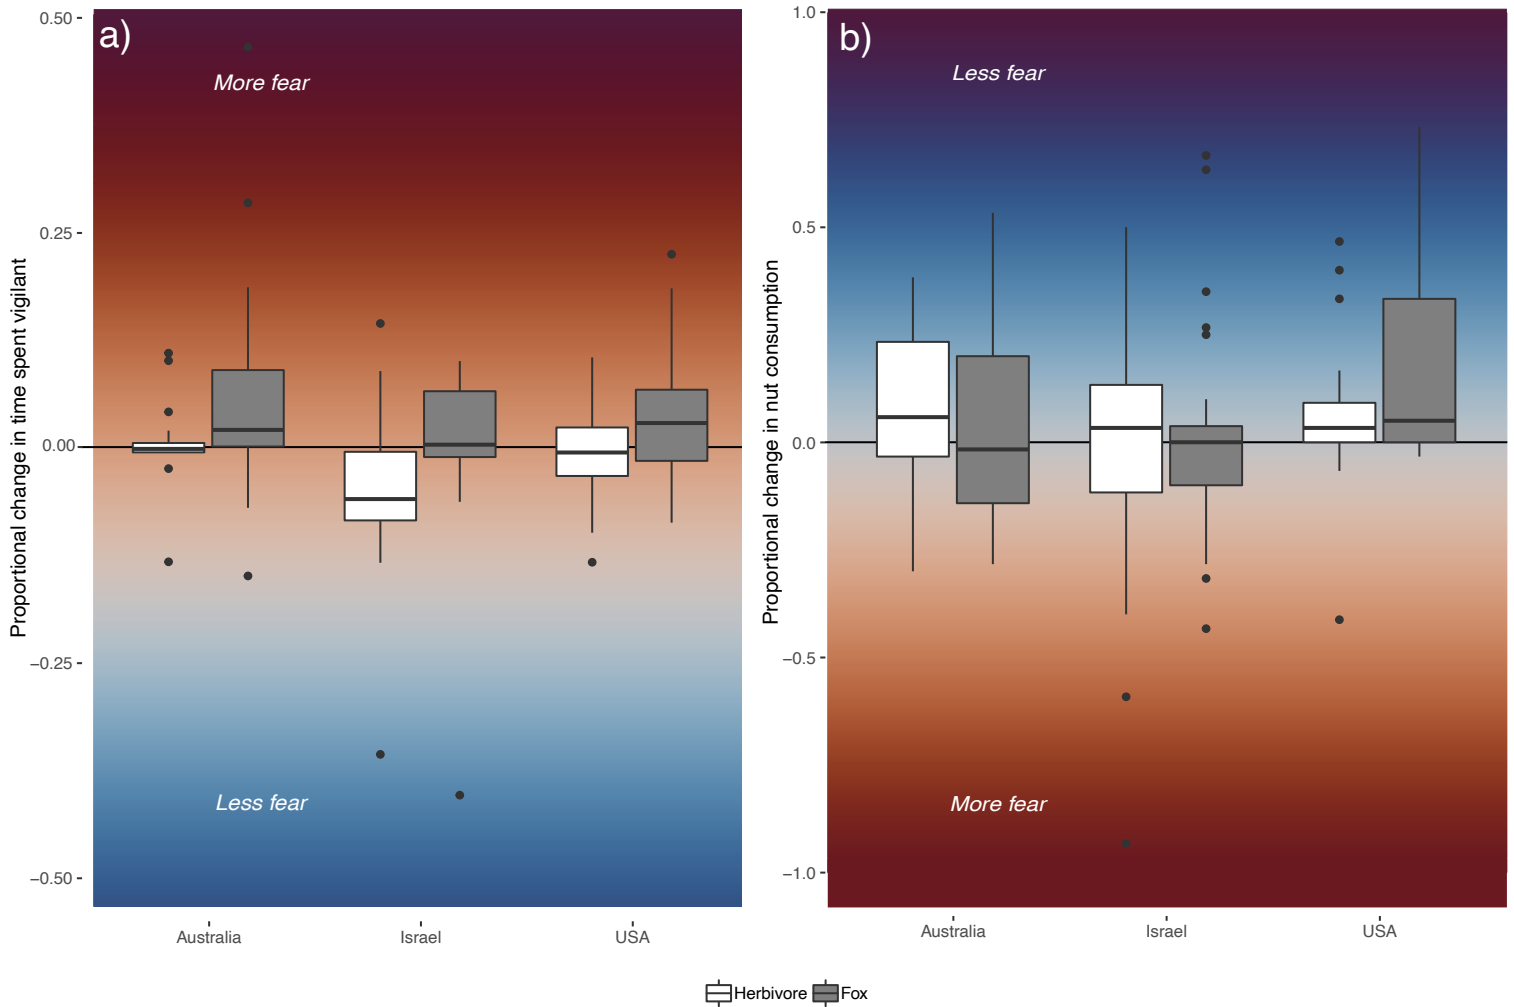 a)
More fear
Less fear
Proportional change in time spent vigilant
0.50
0.25
0.00
−0.25
−0.50
Australia
Israel
USA
b)
Less fear
More fear
Proportional change in nut consumption
1.0
0.5
0.0
−0.5
−1.0
Australia
Israel
USA
Herbivore
Fox